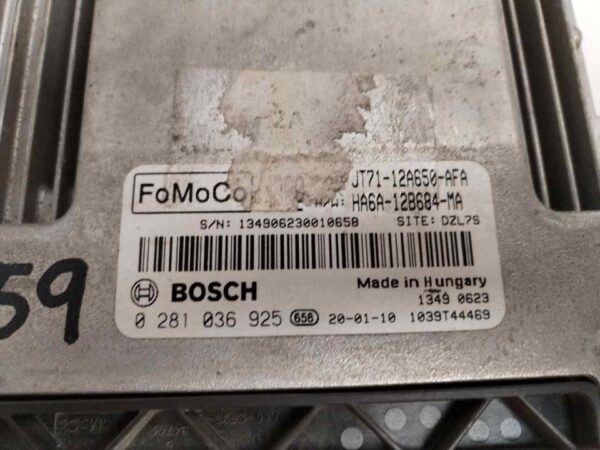 FoMoCo JT71-12A650-AFA
H/W: HA6A-12B684-MA
S/N: 134906230010658 SITE: DZL7S
BOSCH Made in Hungary
1349 0623
0 281 036 925 658 20-01-10 1039T44469
59
FoMoCo